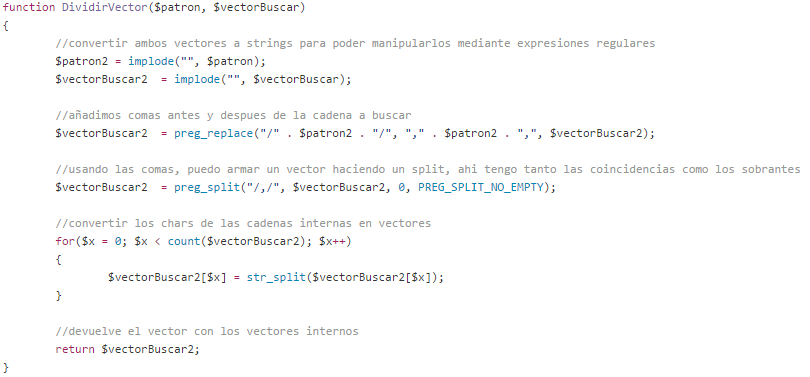 function DividirVector($patron, $vectorBuscar)
{
//convertir ambos vectores a strings para poder manipularlos mediante expresiones regulares
$patron2 = implode("", $patron);
$vectorBuscar2  = implode("", $vectorBuscar);
//añadimos comas antes y despues de la cadena a buscar
$vectorBuscar2  = preg_replace("/" . $patron2 . "/", "," . $patron2 . ",", $vectorBuscar2);
//usando las comas, puedo armar un vector haciendo un split, ahi tengo tanto las coincidencias como los sobrantes
$vectorBuscar2  = preg_split("/,/", $vectorBuscar2, 0, PREG_SPLIT_NO_EMPTY);
//convertir los chars de las cadenas internas en vectores
for($x = 0; $x < count($vectorBuscar2); $x++)
{
$vectorBuscar2[$x] = str_split($vectorBuscar2[$x]);
}
//devuelve el vector con los vectores internos
return $vectorBuscar2;
}